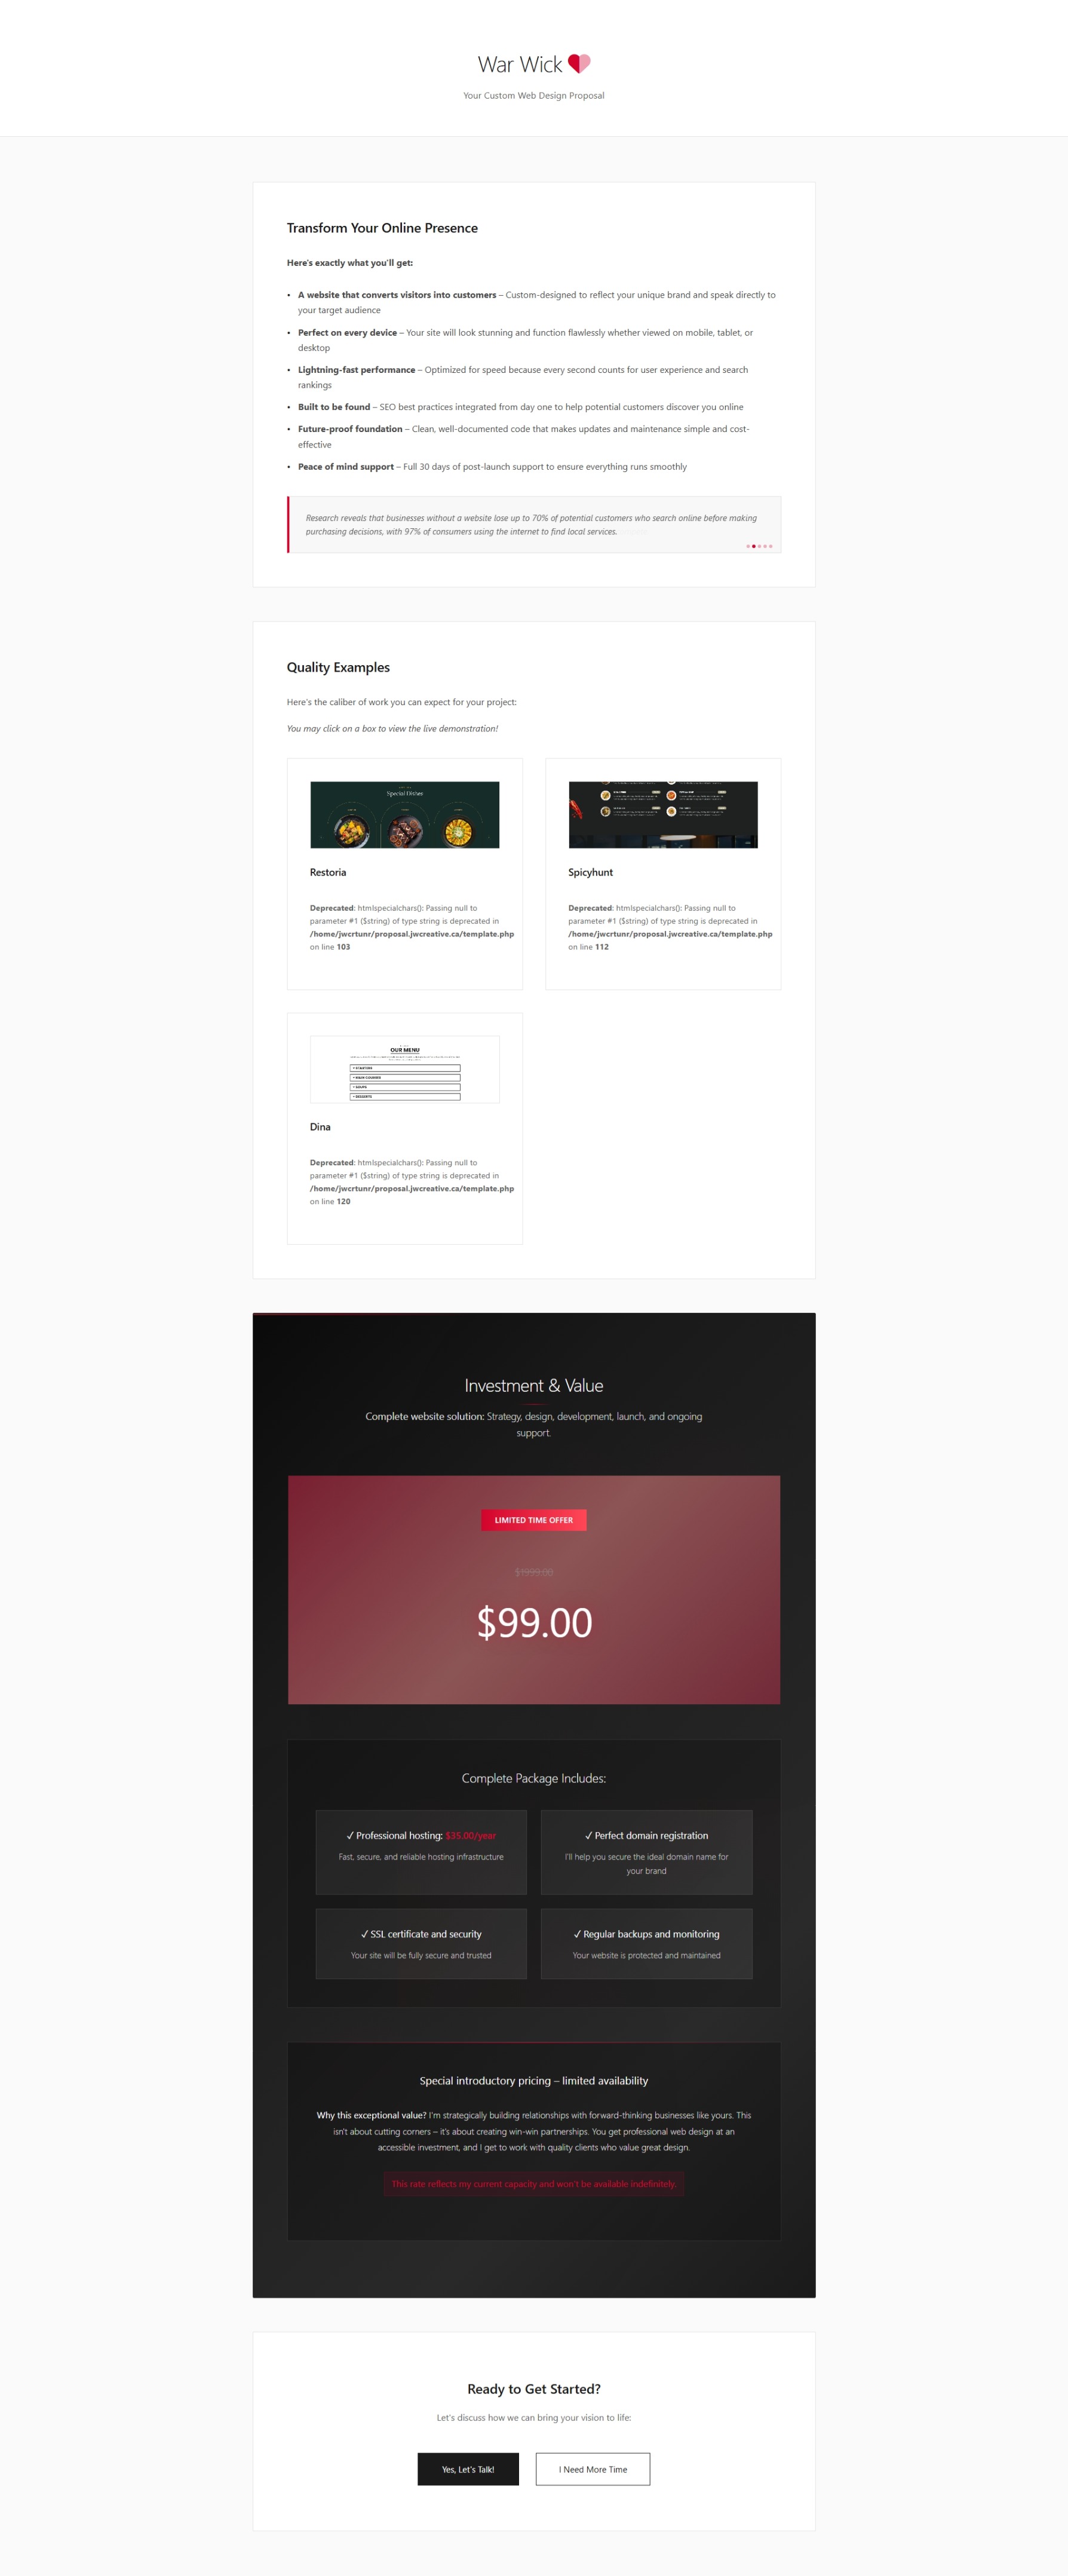 War Wick
Your Custom Web Design Proposal
Transform Your Online Presence
Here's exactly what you'll get:
• A website that converts visitors into customers – Custom-designed to reflect your unique brand and speak directly to
your target audience
• Perfect on every device – Your site will look stunning and function flawlessly whether viewed on mobile, tablet, or
desktop
• Lightning-fast performance – Optimized for speed because every second counts for user experience and search
rankings
• Built to be found – SEO best practices integrated from day one to help potential customers discover you online
• Future-proof foundation – Clean, well-documented code that makes updates and maintenance simple and cost-
effective
• Peace of mind support – Full 30 days of post-launch support to ensure everything runs smoothly
Research reveals that businesses without a website lose up to 70% of potential customers who search online before making
purchasing decisions, with 97% of consumers using the internet to find local services.
Quality Examples
Here's the caliber of work you can expect for your project:
You may click on a box to view the live demonstration!
Special Dishes
Restoria
Deprecated: htmlspecialchars(): Passing null to
parameter #1 ($string) of type string is deprecated in
/home/jwcrtunr/proposal.jwcreative.ca/template.php
on line 103
Spicyhunt
Deprecated: htmlspecialchars(): Passing null to
parameter #1 ($string) of type string is deprecated in
/home/jwcrtunr/proposal.jwcreative.ca/template.php
on line 112
OUR MENU
+ STARTERS
+ MAIN COURSES
+ SOUPS
+ DESSERTS
Dina
Deprecated: htmlspecialchars(): Passing null to
parameter #1 ($string) of type string is deprecated in
/home/jwcrtunr/proposal.jwcreative.ca/template.php
on line 120
Investment & Value
Complete website solution: Strategy, design, development, launch, and ongoing
support.
LIMITED TIME OFFER
$1999.00
$99.00
Complete Package Includes:
✓ Professional hosting: $35.00/year
Fast, secure, and reliable hosting infrastructure
✓ Perfect domain registration
I'll help you secure the ideal domain name for
your brand
✓ SSL certificate and security
Your site will be fully secure and trusted
✓ Regular backups and monitoring
Your website is protected and maintained
Special introductory pricing – limited availability
Why this exceptional value? I'm strategically building relationships with forward-thinking businesses like yours. This
isn't about cutting corners – it's about creating win-win partnerships. You get professional web design at an
accessible investment, and I get to work with quality clients who value great design.
This rate reflects my current capacity and won't be available indefinitely.
Ready to Get Started?
Let's discuss how we can bring your vision to life:
Yes, Let's Talk!
I Need More Time